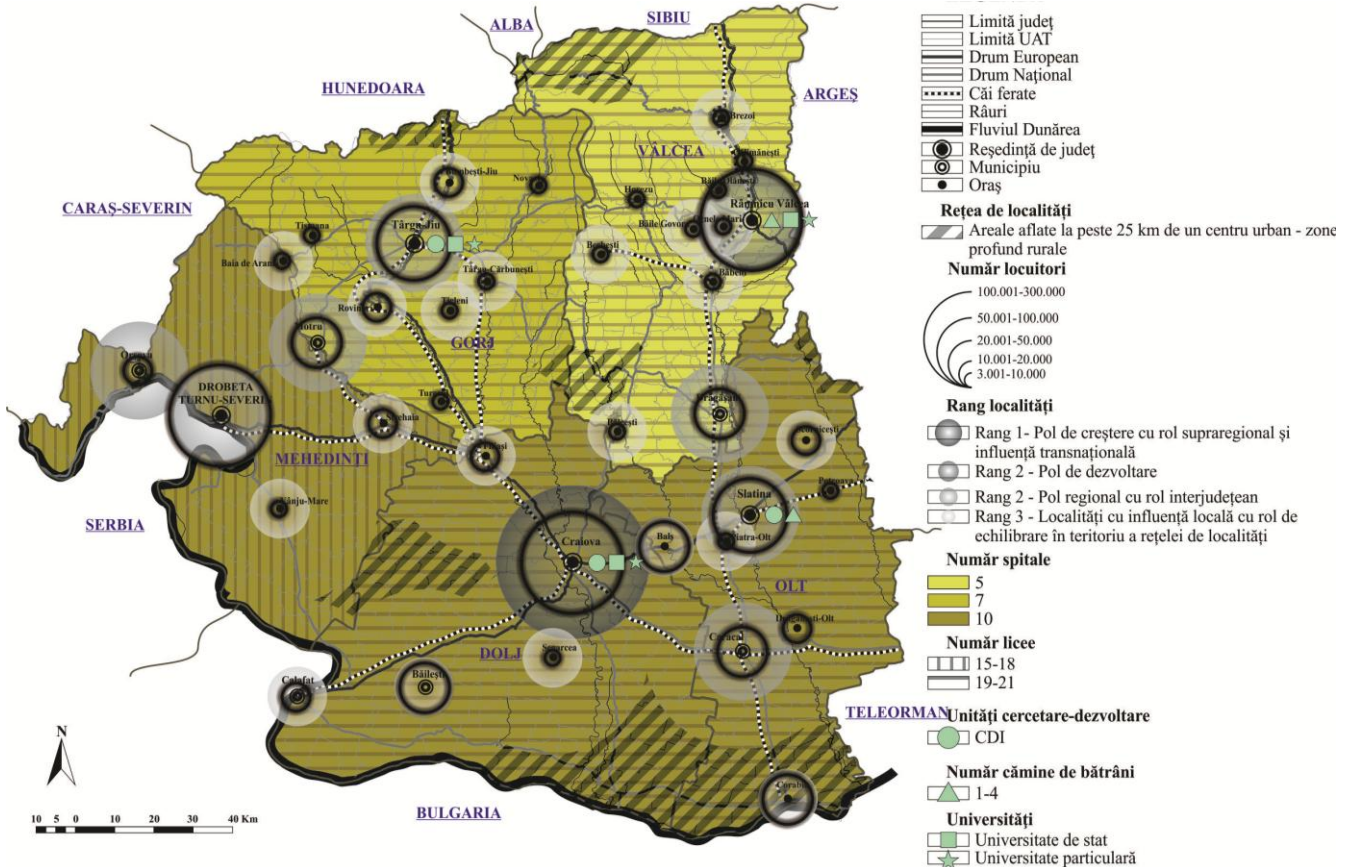 SIBIU
ALBA
HUNEDOARA
ARGEȘ
Brezoi
VÂLCEA
Bumbești-Jiu
Horezu
Râmnicu Vâlcea
CARAȘ-SEVERIN
Târgu-Jiu
Târgu-Cărbunești
Băbeni
Motru
GORJ
DROBETA
TURNU-SEVERIN
MEHEDINȚI
Slatina
Piatra-Olt
SERBIA
Craiova
Balș
OLT
Caracal
DOLJ
Calafat
Băilești
TELEORMAN
BULGARIA
N
10 5 0 10 20 30 40 Km
Limită județ
Limită UAT
Drum European
Drum Național
Căi ferate
Râuri
Fluviul Dunărea
Reședință de județ
Municipiu
Oraș
Rețea de localități
Areale aflate la peste 25 km de un centru urban - zone
profund rurale
Număr locuitori
100.001-300.000
50.001-100.000
20.001-50.000
10.001-20.000
3.001-10.000
Rang localități
Rang 1- Pol de creștere cu rol supraregional și
influență transnațională
Rang 2 - Pol de dezvoltare
Rang 2 - Pol regional cu rol interjudețean
Rang 3 - Localități cu influență locală cu rol de
echilibrare în teritoriu a rețelei de localități
Număr spitale
5
7
10
Număr licee
15-18
19-21
Unități cercetare-dezvoltare
CDI
Număr cămine de bătrâni
1-4
Universități
Universitate de stat
Universitate particulară